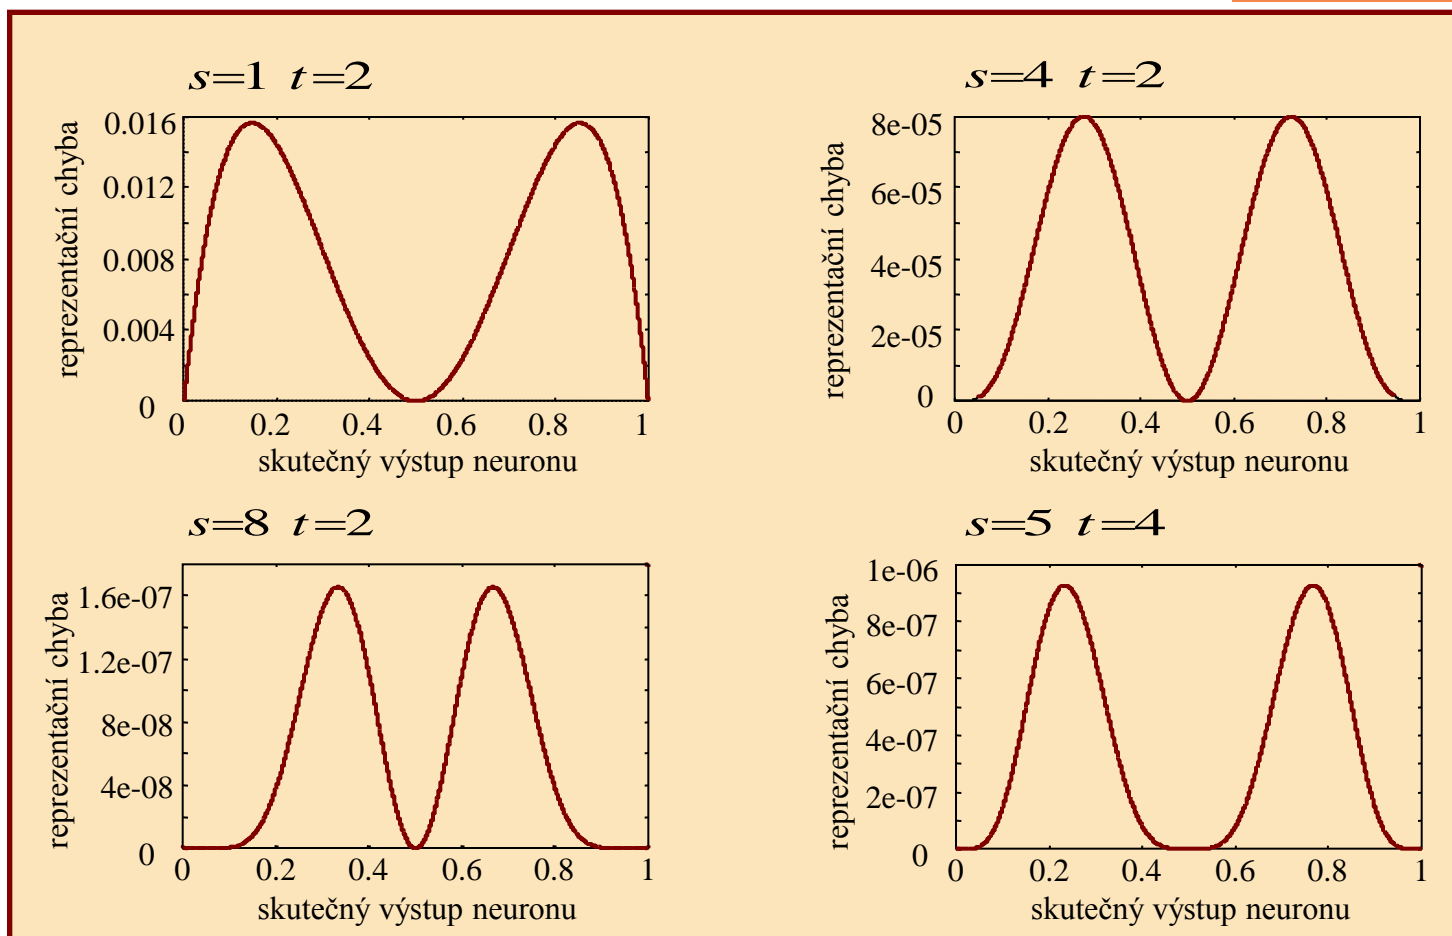 s=1 t=2
reprezentační chyba
0.016
0.012
0.008
0.004
0
0 0.2 0.4 0.6 0.8 1
skutečný výstup neuronu
s=4 t=2
reprezentační chyba
8e-05
6e-05
4e-05
2e-05
0
0 0.2 0.4 0.6 0.8 1
skutečný výstup neuronu
s=8 t=2
reprezentační chyba
1.6e-07
1.2e-07
8e-08
4e-08
0
0 0.2 0.4 0.6 0.8 1
skutečný výstup neuronu
s=5 t=4
reprezentační chyba
1e-06
8e-07
6e-07
4e-07
2e-07
0
0 0.2 0.4 0.6 0.8 1
skutečný výstup neuronu